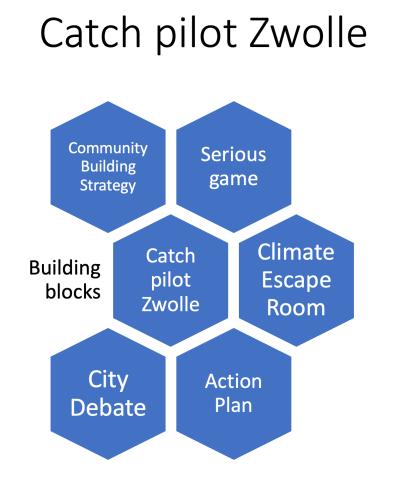 Catch pilot Zwolle
Community
Building
Strategy
Serious
game
Building
blocks
Catch
pilot
Zwolle
Climate
Escape
Room
City
Debate
Action
Plan